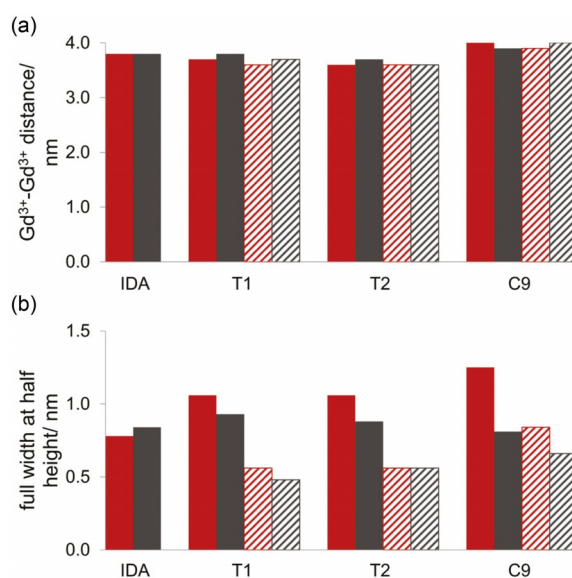 (a)
Gd³⁺-Gd³⁺ distance/
nm
4.0
3.0
2.0
1.0
0.0
IDA T1 T2 C9
(b)
full width at half
height/ nm
1.5
1.0
0.5
0.0
IDA T1 T2 C9